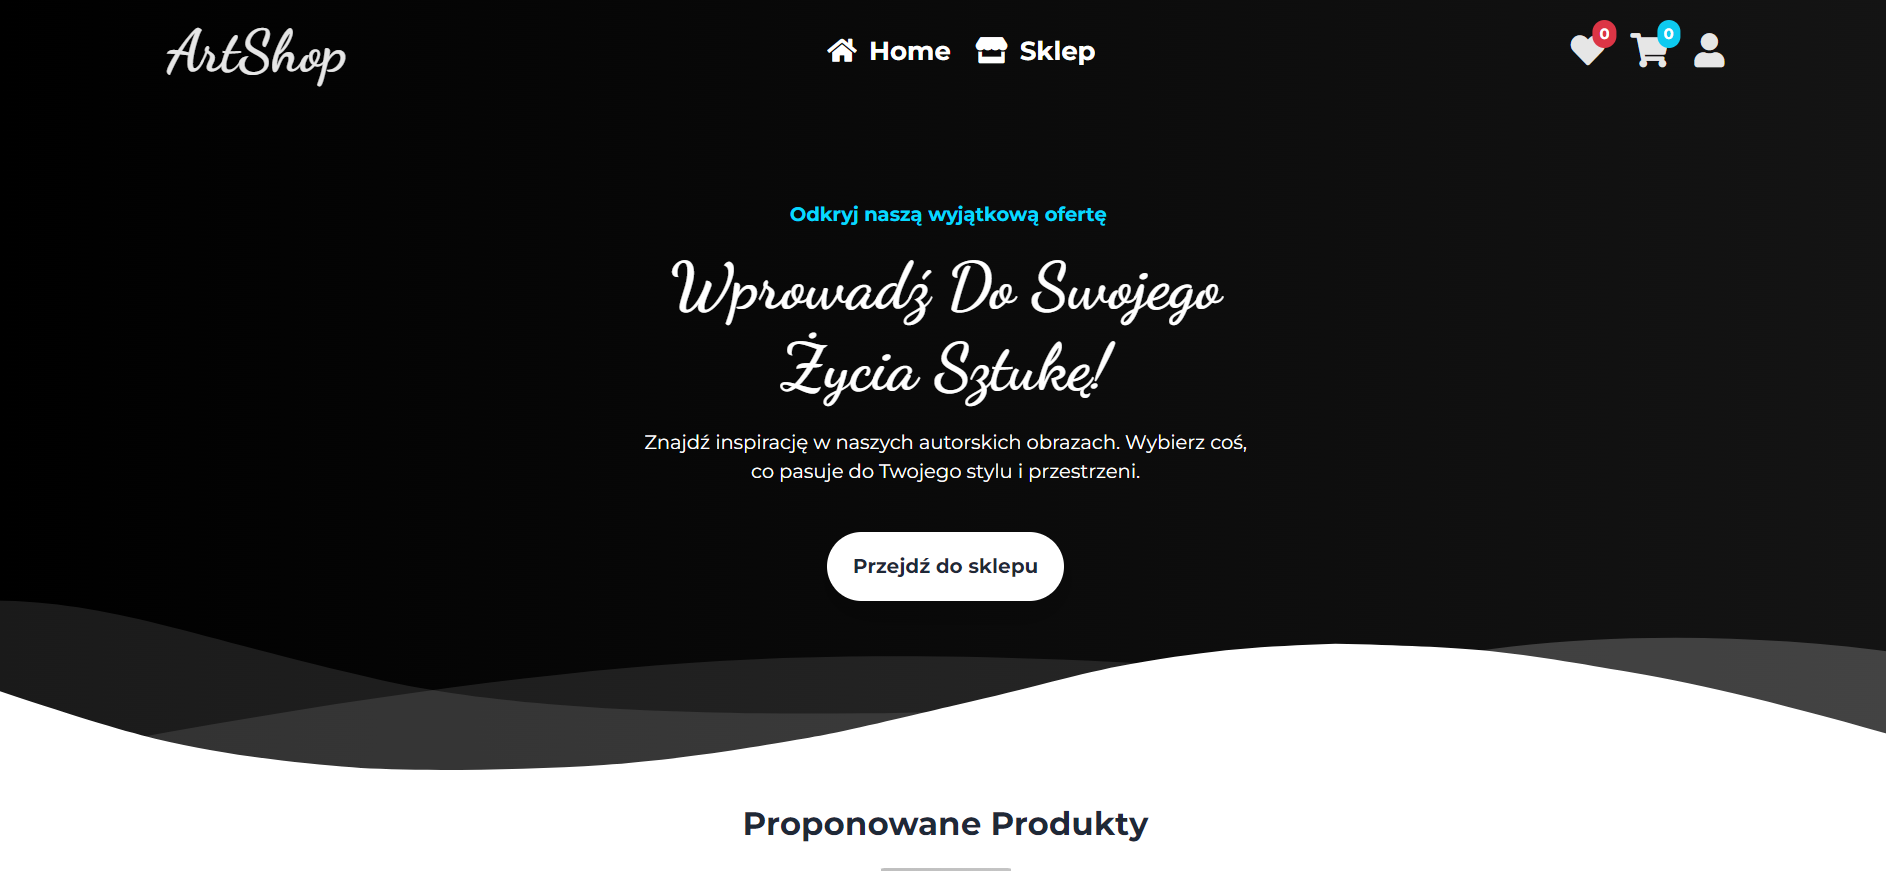 ArtShop
Home
Sklep
0
0
Odkryj naszą wyjątkową ofertę
Wprowadź Do Swojego
Życia Sztukę!
Znajdź inspirację w naszych autorskich obrazach. Wybierz coś,
co pasuje do Twojego stylu i przestrzeni.
Przejdź do sklepu
Proponowane Produkty